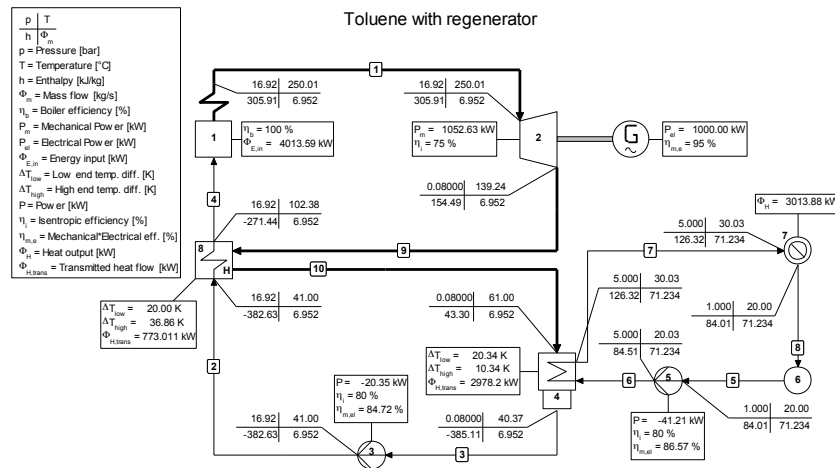 Toluene with regenerator
p T
h Φm
p = Pressure [bar]
T = Temperature [°C]
h = Enthalpy [kJ/kg]
Φm = Mass flow [kg/s]
ηb = Boiler efficiency [%]
Pm = Mechanical Power [kW]
Pel = Electrical Power [kW]
ΦE,in = Energy input [kW]
ΔTlow = Low end temp. diff. [K]
ΔThigh = High end temp. diff. [K]
P = Power [kW]
ηi = Isentropic efficiency [%]
ηm,e = Mechanical*Electrical eff. [%]
ΦH = Heat output [kW]
ΦH,trans = Transmitted heat flow [kW]
1
16.92 250.01
305.91 6.952
16.92 250.01
305.91 6.952
1
ηb = 100 %
ΦE,in = 4013.59 kW
Pm = 1052.63 kW
ηi = 75 %
2
G
~
Pel = 1000.00 kW
ηm,e = 95 %
4
16.92 102.38
-271.44 6.952
0.08000 139.24
154.49 6.952
ΦH = 3013.88 kW
8
H
9
10
5.000 30.03
126.32 71.234
7
7
16.92 41.00
-382.63 6.952
0.08000 61.00
43.30 6.952
5.000 30.03
126.32 71.234
1.000 20.00
84.01 71.234
ΔTlow = 20.00 K
ΔThigh = 36.86 K
ΦH,trans = 773.011 kW
5.000 20.03
84.51 71.234
8
2
ΔTlow = 20.34 K
ΔThigh = 10.34 K
ΦH,trans = 2978.2 kW
4
6
5
5
6
P = -20.35 kW
ηi = 80 %
ηm,el = 84.72 %
16.92 41.00
-382.63 6.952
0.08000 40.37
-385.11 6.952
P = -41.21 kW
ηi = 80 %
ηm,el = 86.57 %
1.000 20.00
84.01 71.234
3
3